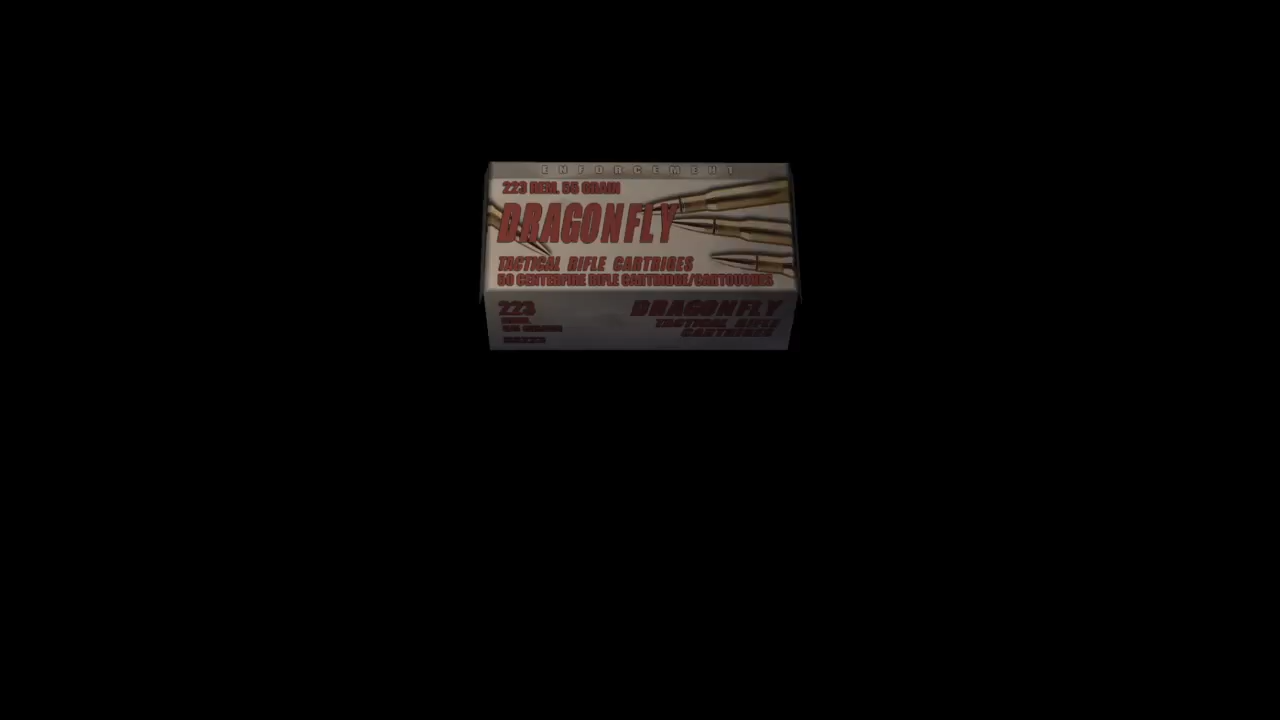 ENFORCEMENT
223 REM. 55 GRAIN
DRAGONFLY
TACTICAL RIFLE CARTRIGES
50 CENTERFIRE RIFLE CARTRIDGE/CARTOUCHES
223
DRAGONFLY
TACTICAL RIFLE
CARTRIGES